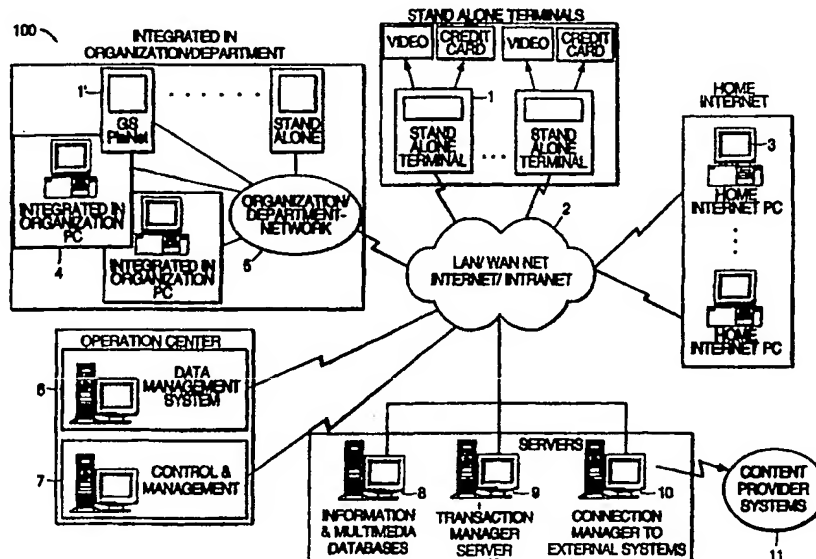 100
INTEGRATED IN
ORGANIZATION/DEPARTMENT
1'
GS
PlaNet
STAND
ALONE
INTEGRATED IN
ORGANIZATION
PC
4
INTEGRATED IN
ORGANIZATION
PC
ORGANIZATION/
DEPARTMENT-
NETWORK
5
STAND ALONE TERMINALS
VIDEO
CREDIT
CARD
VIDEO
CREDIT
CARD
1
STAND
ALONE
TERMINAL
...
STAND
ALONE
TERMINAL
HOME
INTERNET
3
HOME
INTERNET PC
HOME
INTERNET PC
2
LAN/WAN NET
INTERNET/INTRANET
OPERATION CENTER
6
DATA
MANAGEMENT
SYSTEM
7
CONTROL &
MANAGEMENT
SERVERS
8
INFORMATION
& MULTIMEDIA
DATABASES
9
TRANSACTION
MANAGER
SERVER
10
CONNECTION
MANAGER TO
EXTERNAL SYSTEMS
CONTENT
PROVIDER
SYSTEMS
11